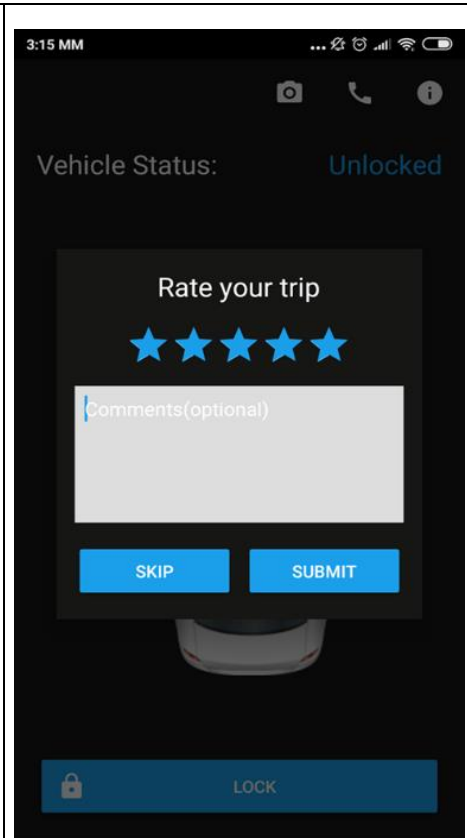 3:15 MM
Vehicle Status: Unlocked
Rate your trip
Comments(optional)
SKIP SUBMIT
LOCK